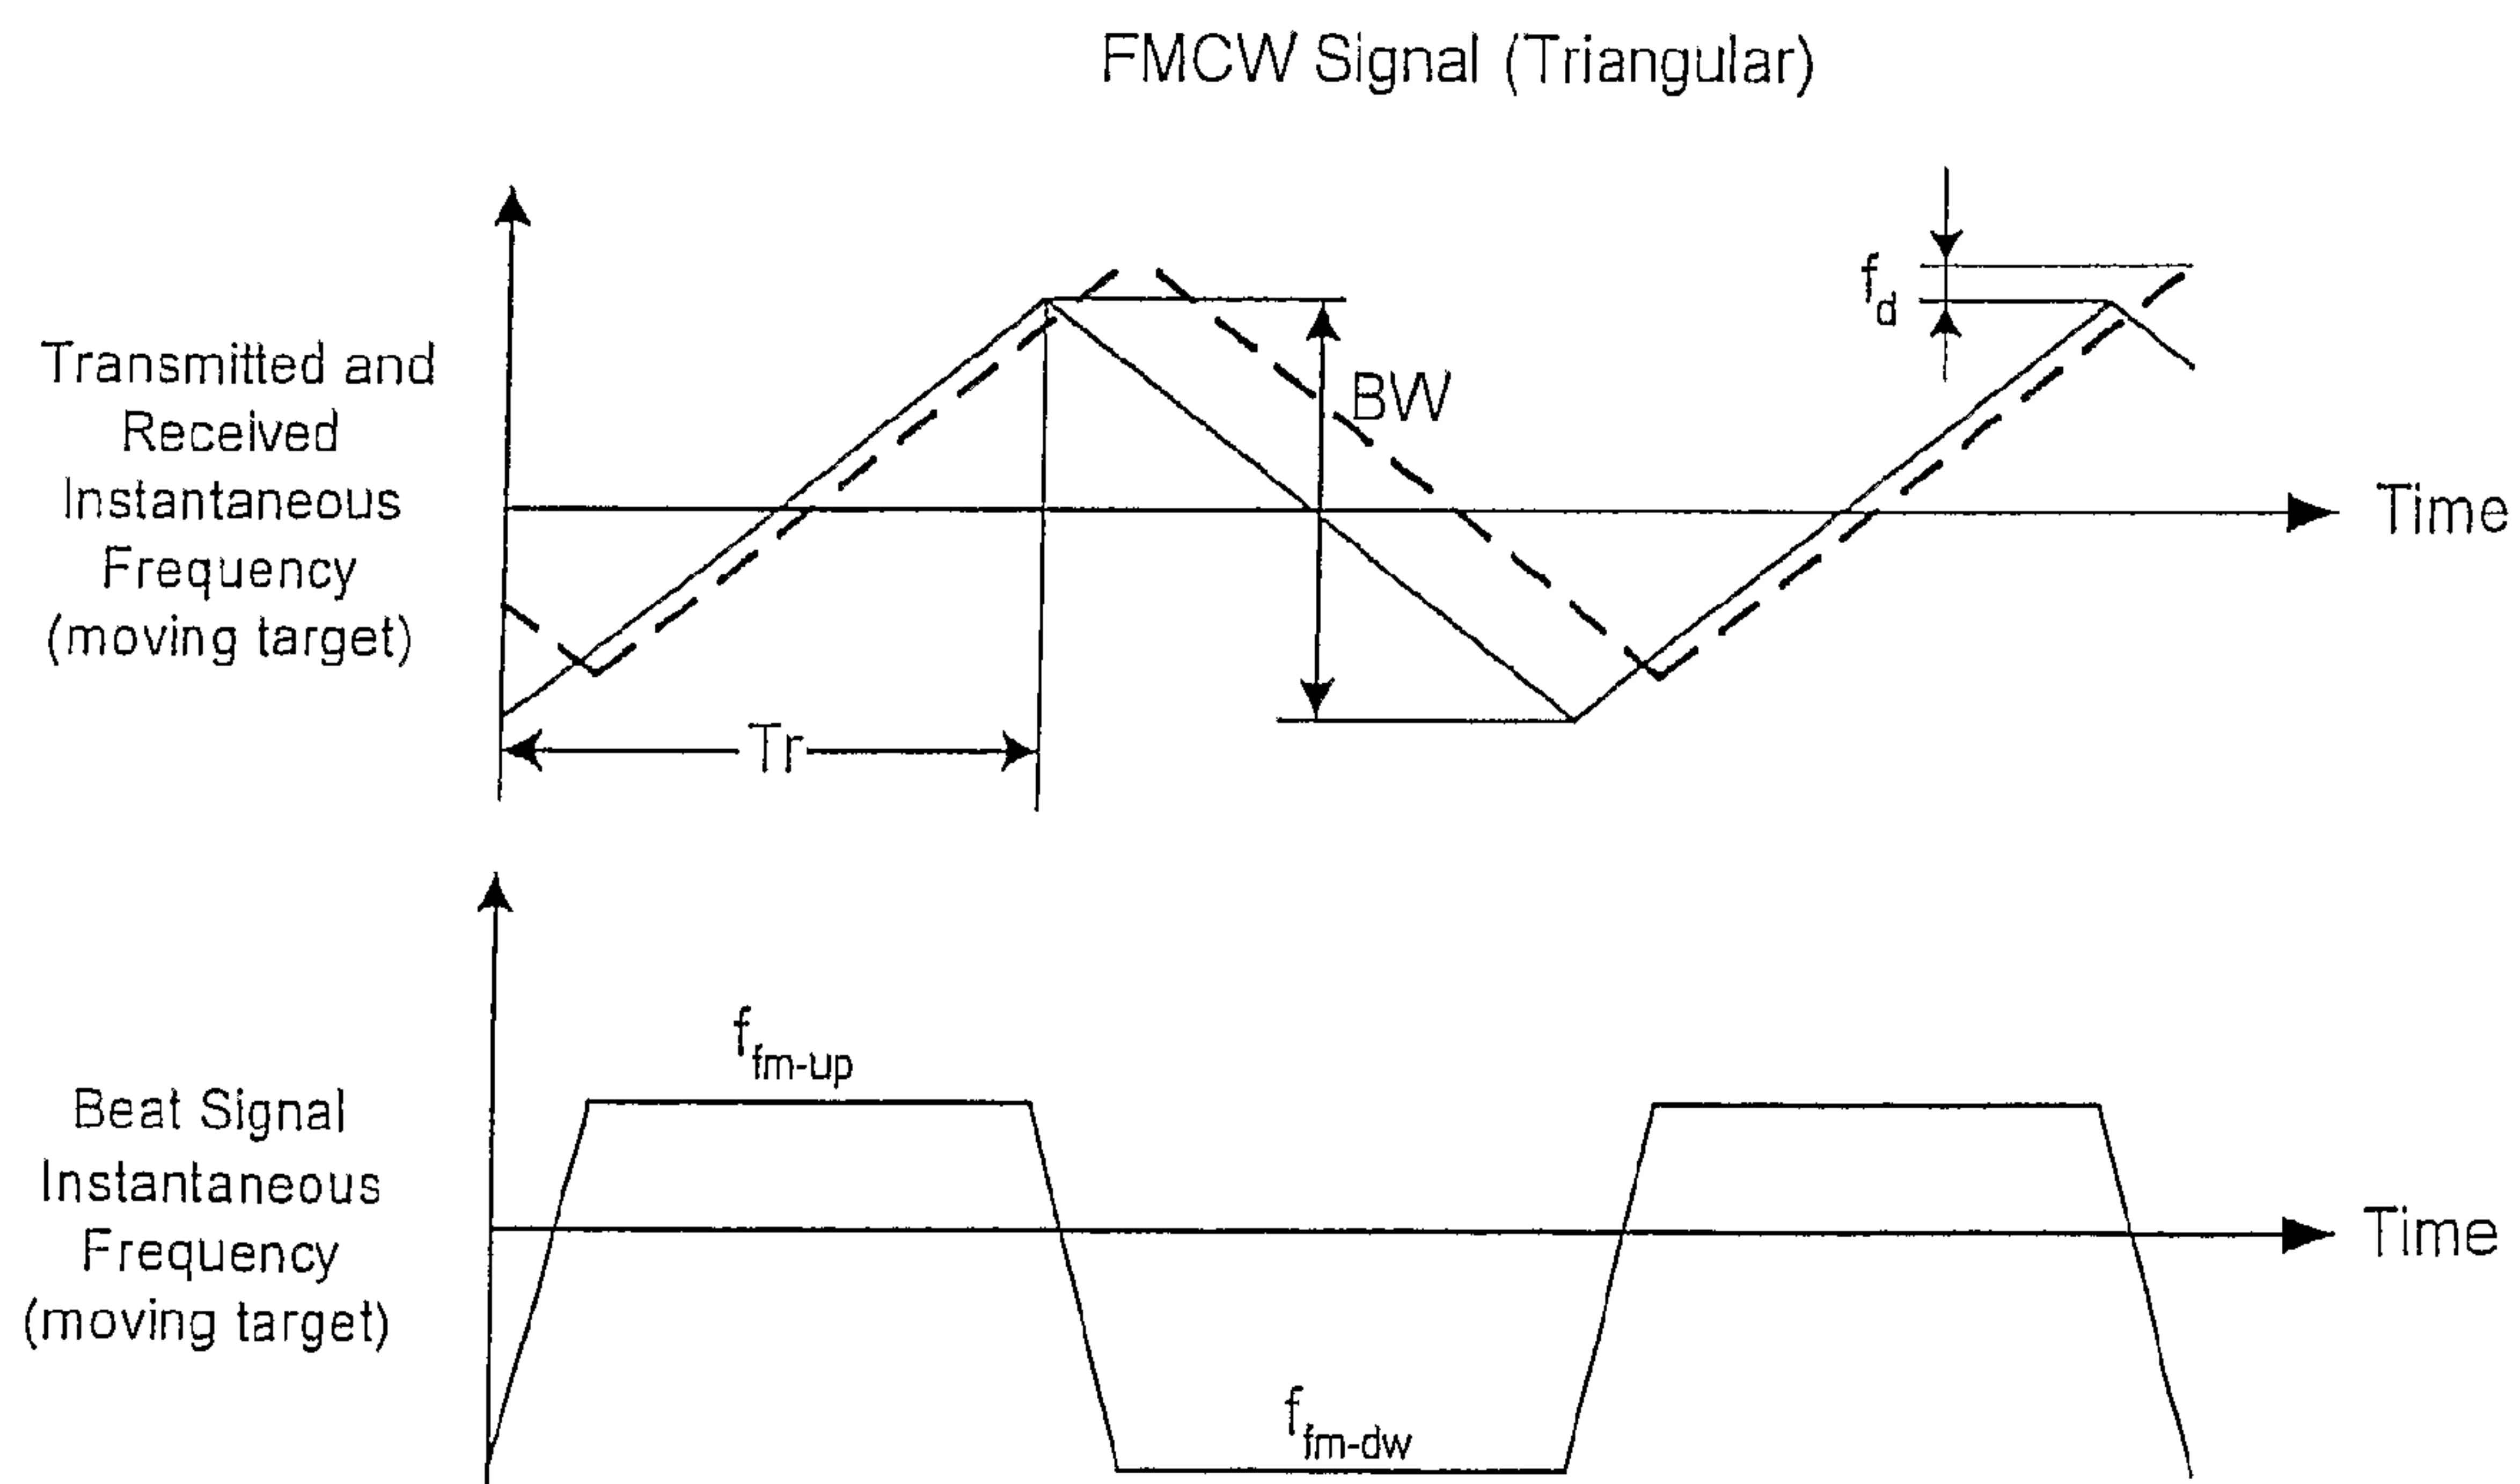 FMCW Signal (Triangular)
Transmitted and
Received
Instantaneous
Frequency
(moving target)
f_d
BW
Time
Tr
f_fm-up
Beat Signal
Instantaneous
Frequency
(moving target)
Time
f_fm-dw